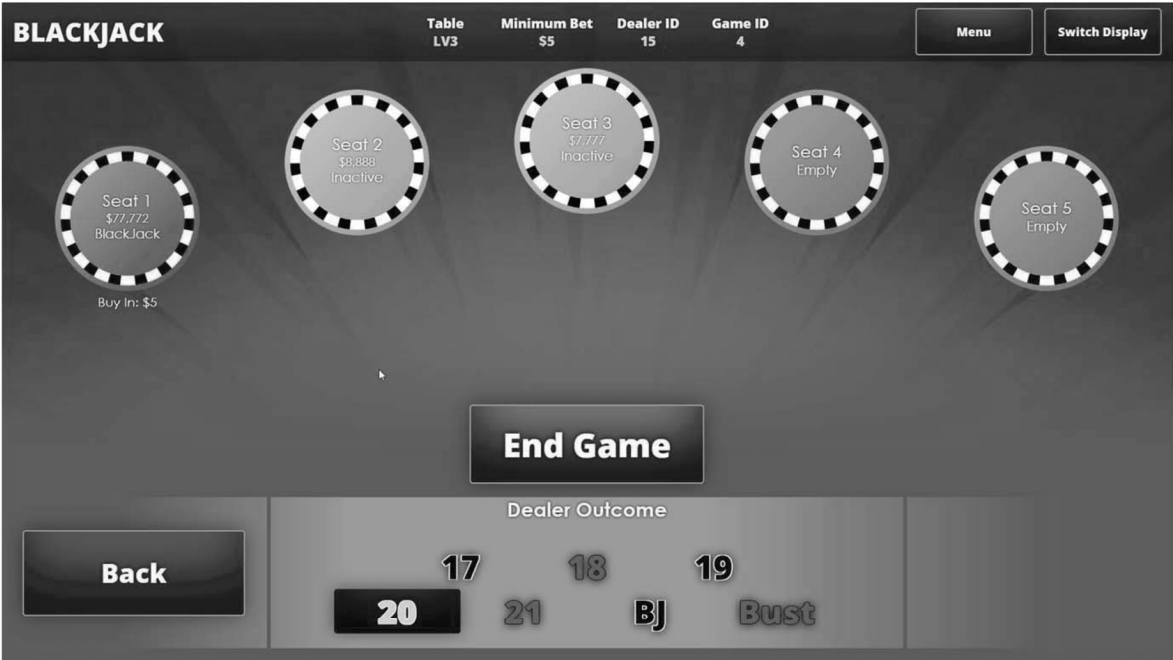 BLACKJACK
Table
LV3
Minimum Bet
$5
Dealer ID
15
Game ID
4
Menu
Switch Display
Seat 1
$77,772
BlackJack
Buy In: $5
Seat 2
$8,888
Inactive
Seat 3
$7,777
Inactive
Seat 4
Empty
Seat 5
Empty
End Game
Dealer Outcome
17 18 19
20 21 BJ Bust
Back